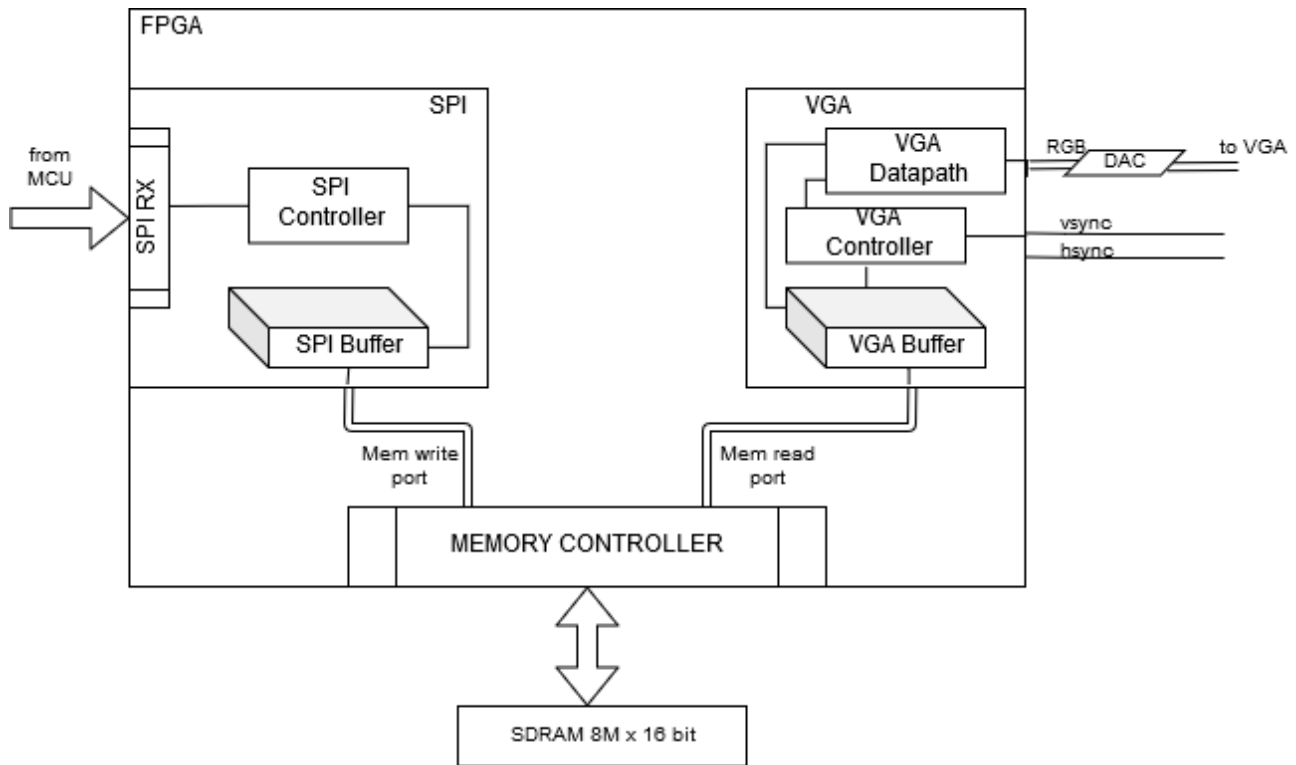 FPGA
SPI
VGA
from
MCU
SPI RX
SPI
Controller
SPI Buffer
VGA
Datapath
VGA
Controller
VGA Buffer
RGB
DAC
to VGA
vsync
hsync
Mem write
port
Mem read
port
MEMORY CONTROLLER
SDRAM 8M x 16 bit